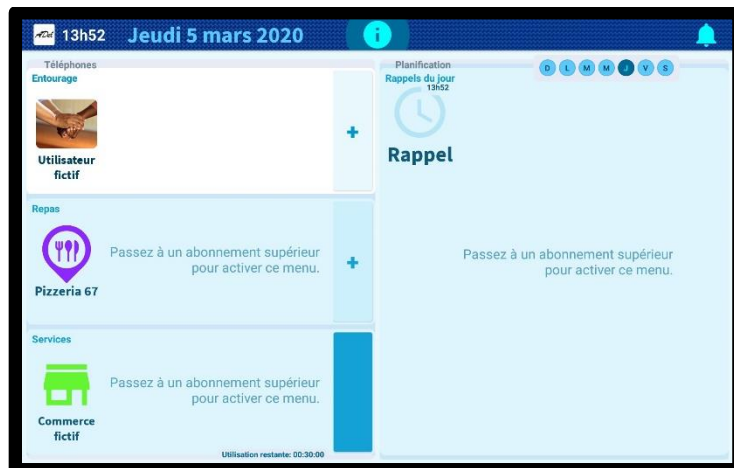 ADel 13h52 Jeudi 5 mars 2020 i
Téléphones
Entourage
Utilisateur
fictif
+
Repas
Pizzeria 67
Passez à un abonnement supérieur
pour activer ce menu.
+
Services
Commerce
fictif
Passez à un abonnement supérieur
pour activer ce menu.
Utilisation restante: 00:30:00
Planification
D L M M J V S
Rappels du jour
13h52
Rappel
Passez à un abonnement supérieur
pour activer ce menu.